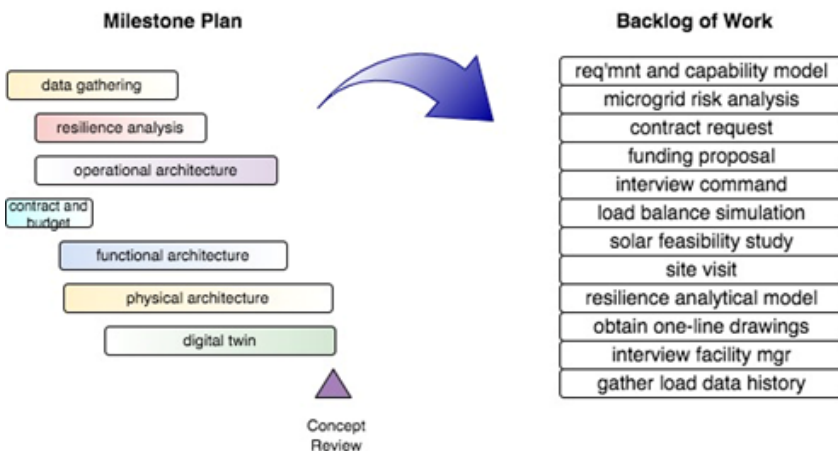 Milestone Plan
data gathering
resilience analysis
operational architecture
contract and
budget
functional architecture
physical architecture
digital twin
Concept
Review
Backlog of Work
req'mnt and capability model
microgrid risk analysis
contract request
funding proposal
interview command
load balance simulation
solar feasibility study
site visit
resilience analytical model
obtain one-line drawings
interview facility mgr
gather load data history